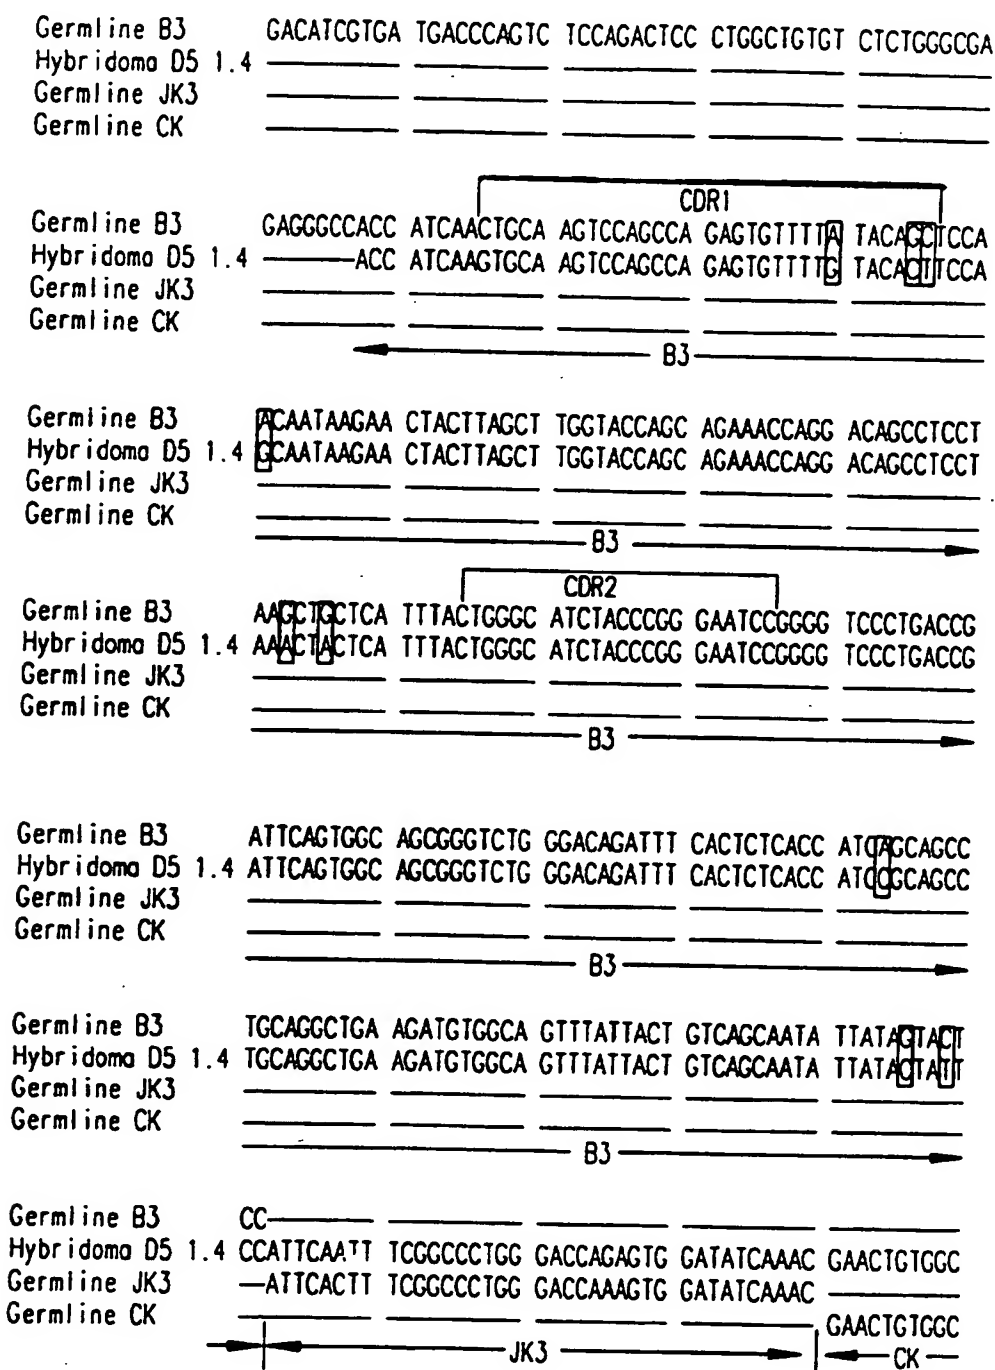 Germline B3 GACATCGTGA TGACCCAGTC TCCAGACTCC CTGGCTGTGT CTCTGGGCGA
Hybridoma D5 1.4
Germline JK3
Germline CK
CDR1
Germline B3 GAGGGCCACC ATCAACTGCA AGTCCAGCCA GAGTGTTTTA TACAGCTCCA
Hybridoma D5 1.4 ACC ATCAAGTGCA AGTCCAGCCA GAGTGTTTTG TACACTTCCA
Germline JK3
Germline CK
B3
Germline B3 ACAATAAGAA CTACTTAGCT TGGTACCAGC AGAAACCAGG ACAGCCTCCT
Hybridoma D5 1.4 GCAATAAGAA CTACTTAGCT TGGTACCAGC AGAAACCAGG ACAGCCTCCT
Germline JK3
Germline CK
B3
CDR2
Germline B3 AAGCTGCTCA TTTACTGGGC ATCTACCCGG GAATCCGGGG TCCCTGACCG
Hybridoma D5 1.4 AAACTACTCA TTTACTGGGC ATCTACCCGG GAATCCGGGG TCCCTGACCG
Germline JK3
Germline CK
B3
Germline B3 ATTCAGTGGC AGCGGGTCTG GGACAGATTT CACTCTCACC ATCAGCAGCC
Hybridoma D5 1.4 ATTCAGTGGC AGCGGGTCTG GGACAGATTT CACTCTCACC ATCCGCAGCC
Germline JK3
Germline CK
B3
Germline B3 TGCAGGCTGA AGATGTGGCA GTTTATTACT GTCAGCAATA TTATAGTACT
Hybridoma D5 1.4 TGCAGGCTGA AGATGTGGCA GTTTATTACT GTCAGCAATA TTATACTATT
Germline JK3
Germline CK
B3
Germline B3 CC
Hybridoma D5 1.4 CCATTCAATT TCGGCCCTGG GACCAGAGTG GATATCAAAC GAACTGTGGC
Germline JK3 ATTCACTT TCGGCCCTGG GACCAAAGTG GATATCAAAC
Germline CK GAACTGTGGC
JK3 CK